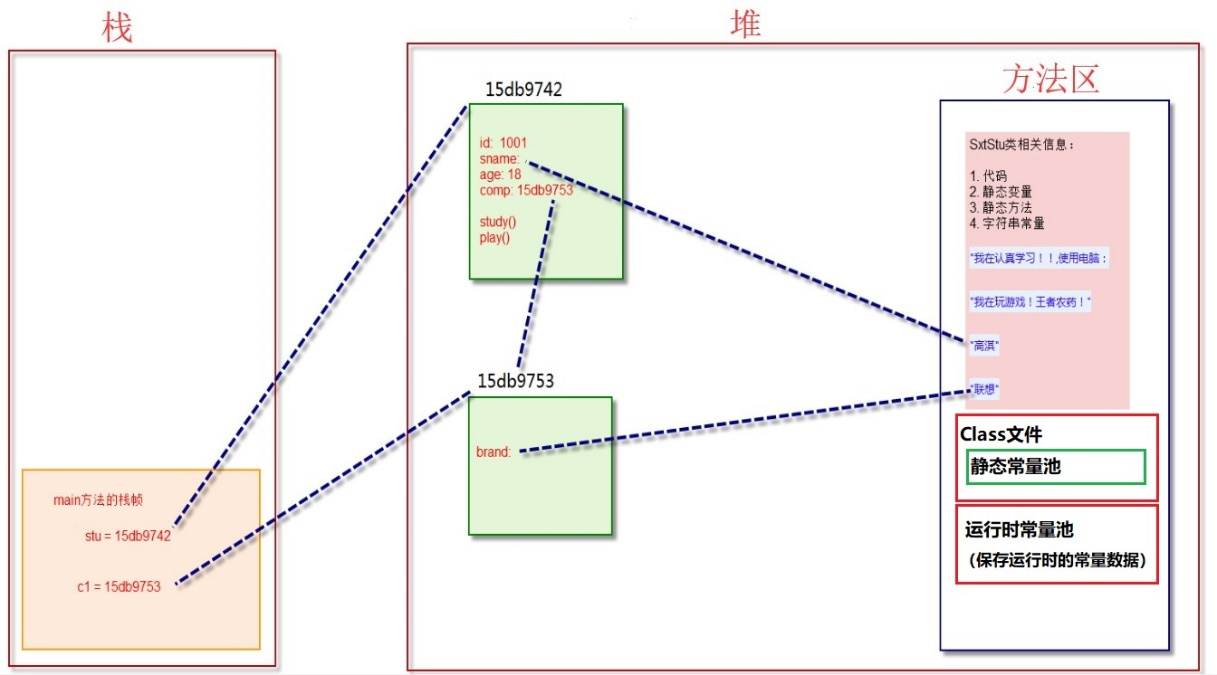 栈
堆
方法区
15db9742
id: 1001
sname:
age: 18
comp: 15db9753
study()
play()
SxtStu类相关信息：
1. 代码
2. 静态变量
3. 静态方法
4. 字符串常量
"我在认真学习！！,使用电脑：
"我在玩游戏！王者农药！"
"高淇"
"联想"
15db9753
brand:
Class文件
静态常量池
运行时常量池
（保存运行时的常量数据）
main方法的栈帧
stu = 15db9742
c1 = 15db9753